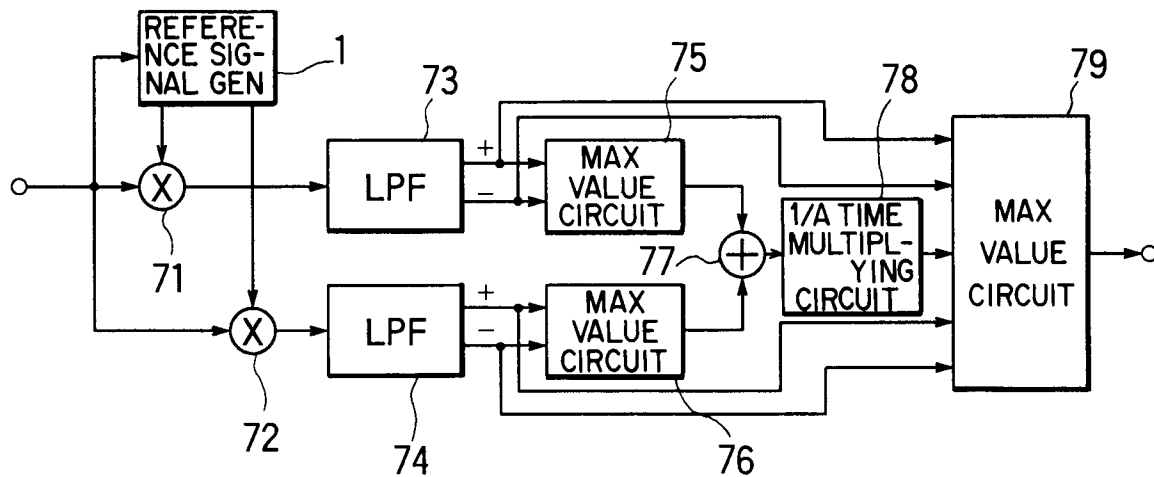 REFERE-
NCE SIG-
NAL GEN
1
73
75
78
79
+
−
LPF
MAX
VALUE
CIRCUIT
X
71
77
+
1/A TIME
MULTIPL-
YING
CIRCUIT
MAX
VALUE
CIRCUIT
X
72
LPF
74
+
−
MAX
VALUE
CIRCUIT
76